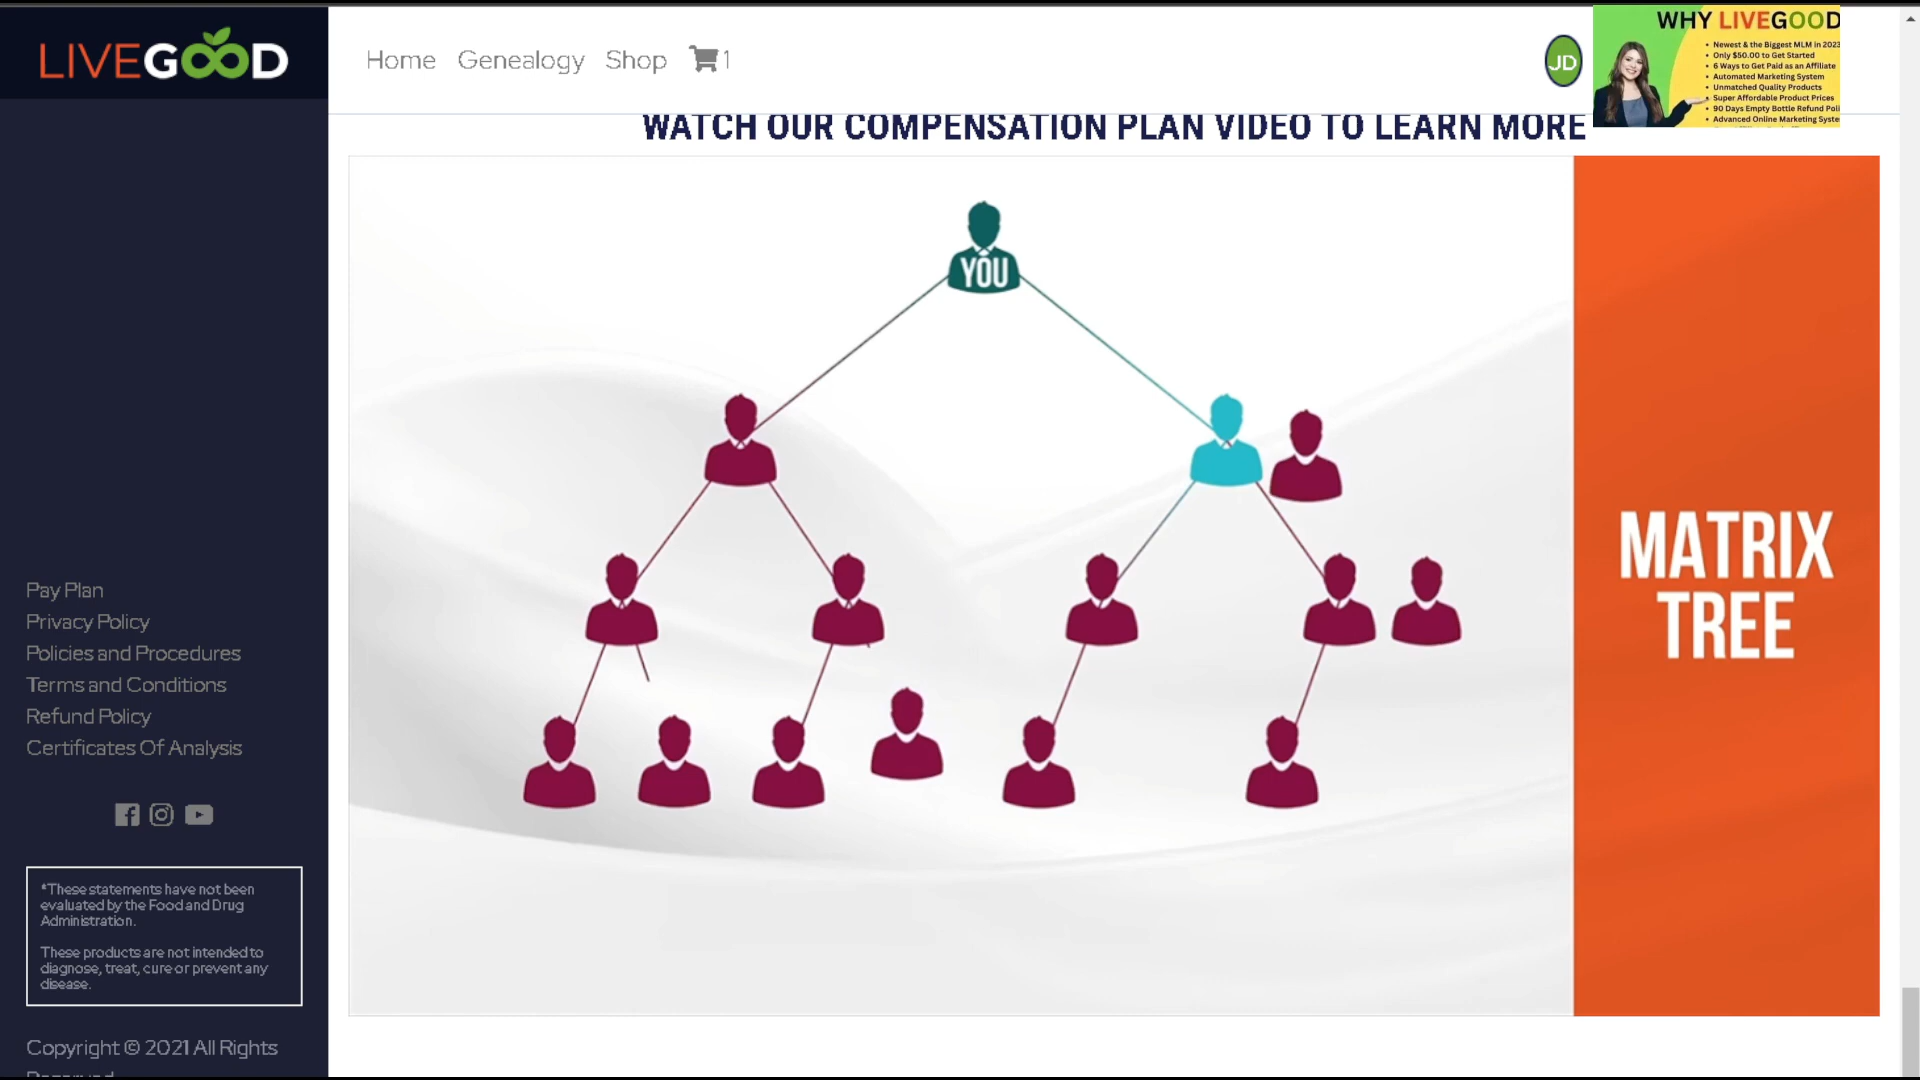 LIVEGOOD
Home Genealogy Shop 1
JD
WHY LIVEGOOD
• Newest & the Biggest MLM in 2023
• Only $50.00 to Get Started
• 6 Ways to Get Paid as an Affiliate
• Automated Marketing System
• Unmatched Quality Products
• Super Affordable Product Prices
• 90 Days Empty Bottle Refund Poli
• Advanced Online Marketing Syste
WATCH OUR COMPENSATION PLAN VIDEO TO LEARN MORE
YOU
MATRIX
TREE
Pay Plan
Privacy Policy
Policies and Procedures
Terms and Conditions
Refund Policy
Certificates Of Analysis
*These statements have not been
evaluated by the Food and Drug
Administration.
These products are not intended to
diagnose, treat, cure or prevent any
disease.
Copyright © 2021 All Rights
Reserved